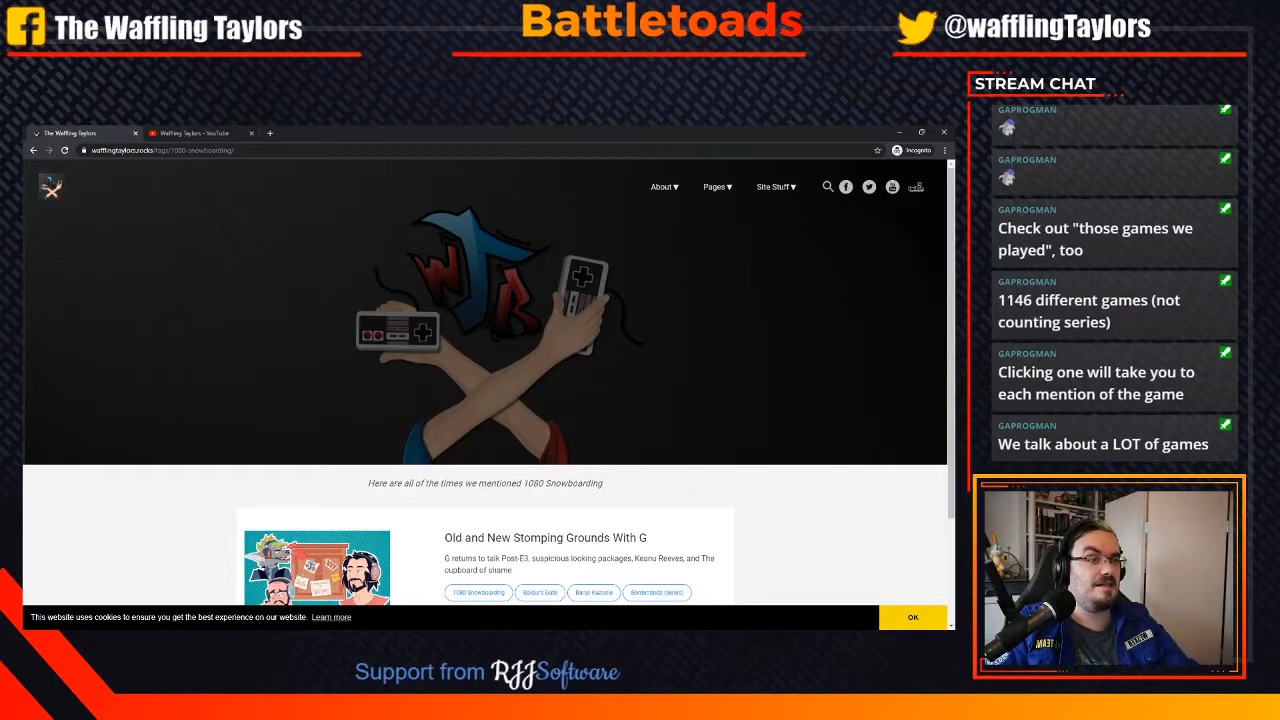 The Waffling Taylors
Battletoads
@wafflingTaylors
STREAM CHAT
GAPROGMAN
GAPROGMAN
GAPROGMAN
Check out "those games we
played", too
GAPROGMAN
1146 different games (not
counting series)
GAPROGMAN
Clicking one will take you to
each mention of the game
GAPROGMAN
We talk about a LOT of games
The Waffling Taylors
Waffling Taylors - YouTube
wafflingtaylors.rocks/tags/1080-snowboarding/
Incognito
About▼ Pages▼ Site Stuff▼
WTB
Here are all of the times we mentioned 1080 Snowboarding
Old and New Stomping Grounds With G
G returns to talk Post-E3, suspicious looking packages, Keanu Reeves, and The
cupboard of shame
1080 Snowboarding Baldur's Gate Banjo Kazooie Borderlands (series)
This website uses cookies to ensure you get the best experience on our website. Learn more
OK
Support from RJJ Software